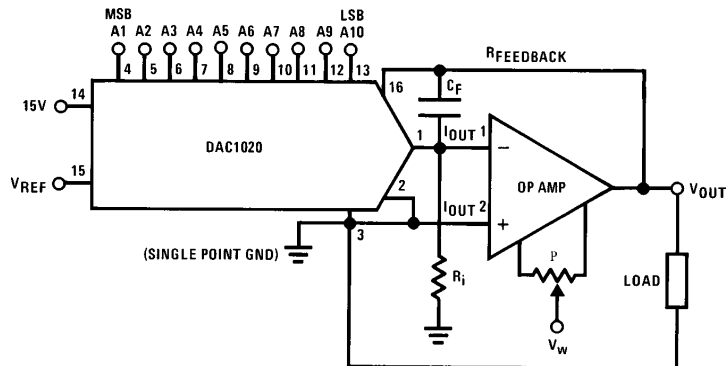 MSB LSB
A1 A2 A3 A4 A5 A6 A7 A8 A9 A10
4 5 6 7 8 9 10 11 12 13
16 RFEEDBACK
CF
15V 14
DAC1020
1 IOUT 1 −
OP AMP
VREF 15
2
IOUT 2 +
VOUT
3
(SINGLE POINT GND)
Ri
P
LOAD
Vw